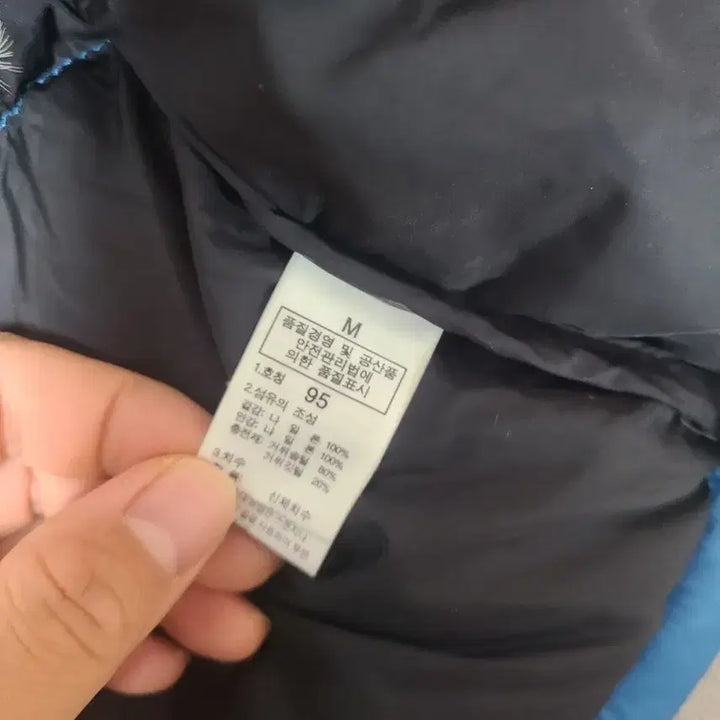 M
품질경영 및 공산품
안전관리법에
의한 품질표시
1.호칭 95
2.섬유의 조성
겉감: 나 일 론 100%
안감: 나 일 론 100%
충전재: 거위솜털 80%
거위깃털 20%
3.치수
신체치수